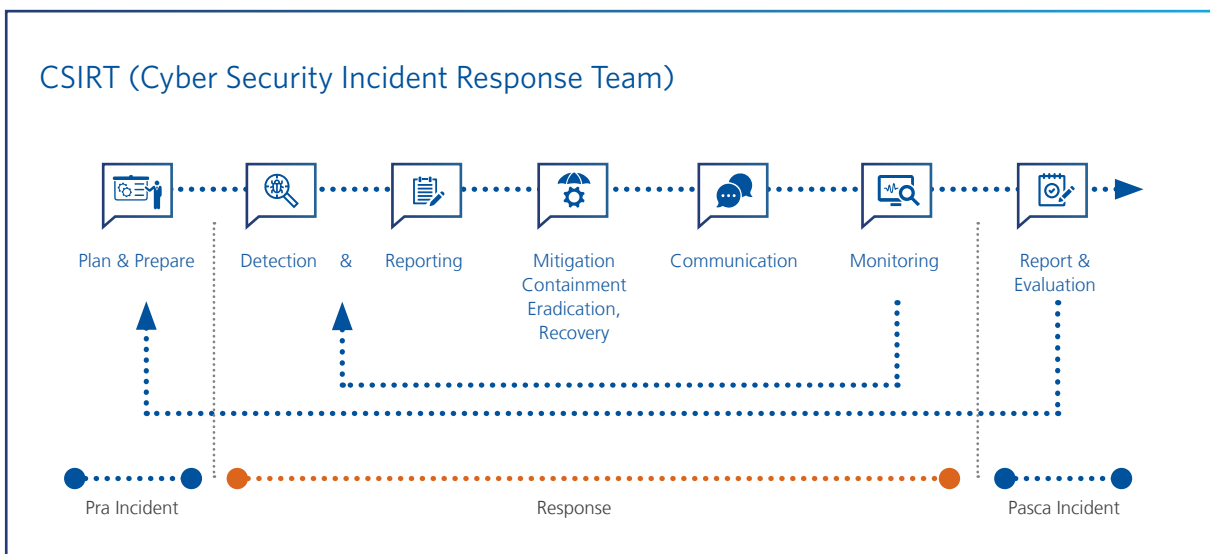 CSIRT (Cyber Security Incident Response Team)
Plan & Prepare
Detection & Reporting
Mitigation
Containment
Eradication,
Recovery
Communication
Monitoring
Report &
Evaluation
Pra Incident
Response
Pasca Incident